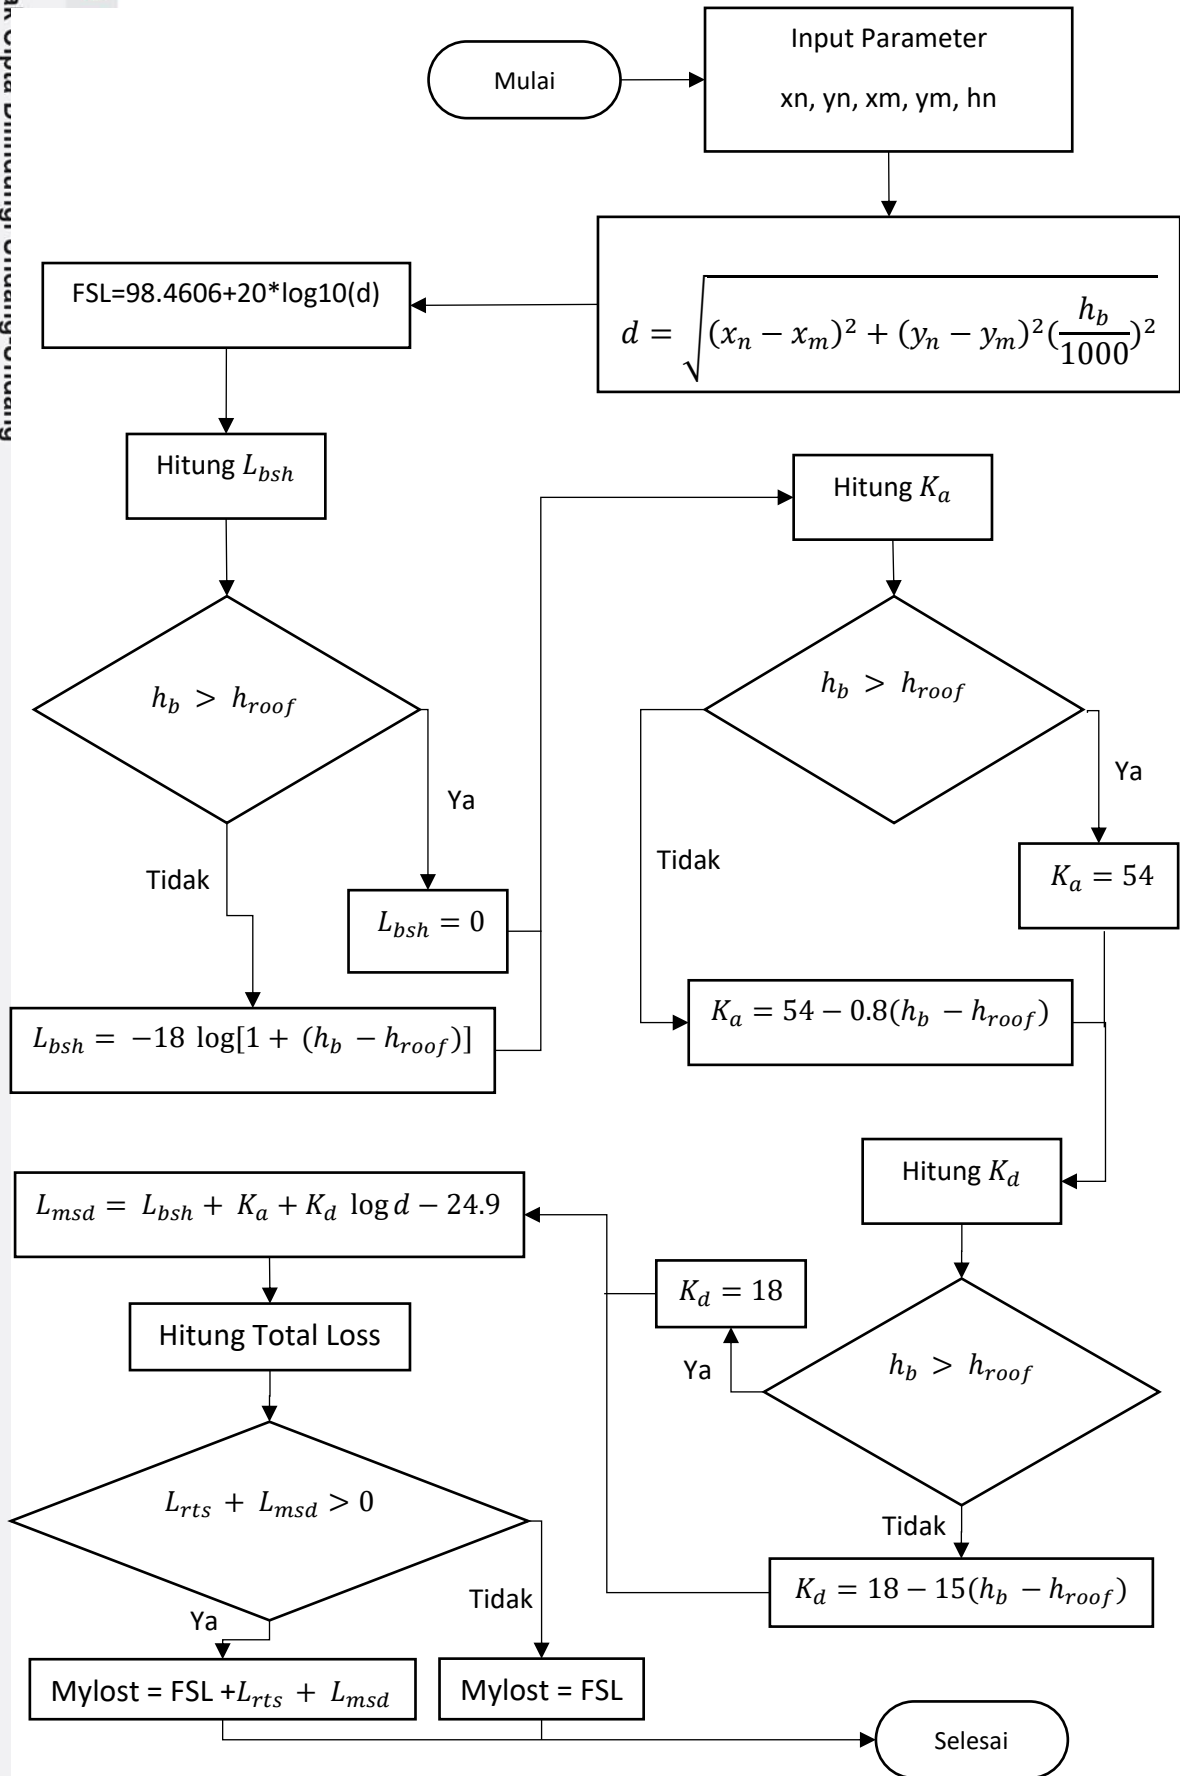 Mulai
Input Parameter
xn, yn, xm, ym, hn
d = √((x_n − x_m)² + (y_n − y_m)²(h_b/1000)²)
FSL=98.4606+20*log10(d)
Hitung L_bsh
h_b > h_roof
Ya
Tidak
L_bsh = 0
L_bsh = −18 log[1 + (h_b − h_roof)]
Hitung K_a
h_b > h_roof
Ya
Tidak
K_a = 54
K_a = 54 − 0.8(h_b − h_roof)
Hitung K_d
h_b > h_roof
Ya
K_d = 18
Tidak
K_d = 18 − 15(h_b − h_roof)
L_msd = L_bsh + K_a + K_d log d − 24.9
Hitung Total Loss
L_rts + L_msd > 0
Ya
Tidak
Mylost = FSL +L_rts + L_msd
Mylost = FSL
Selesai